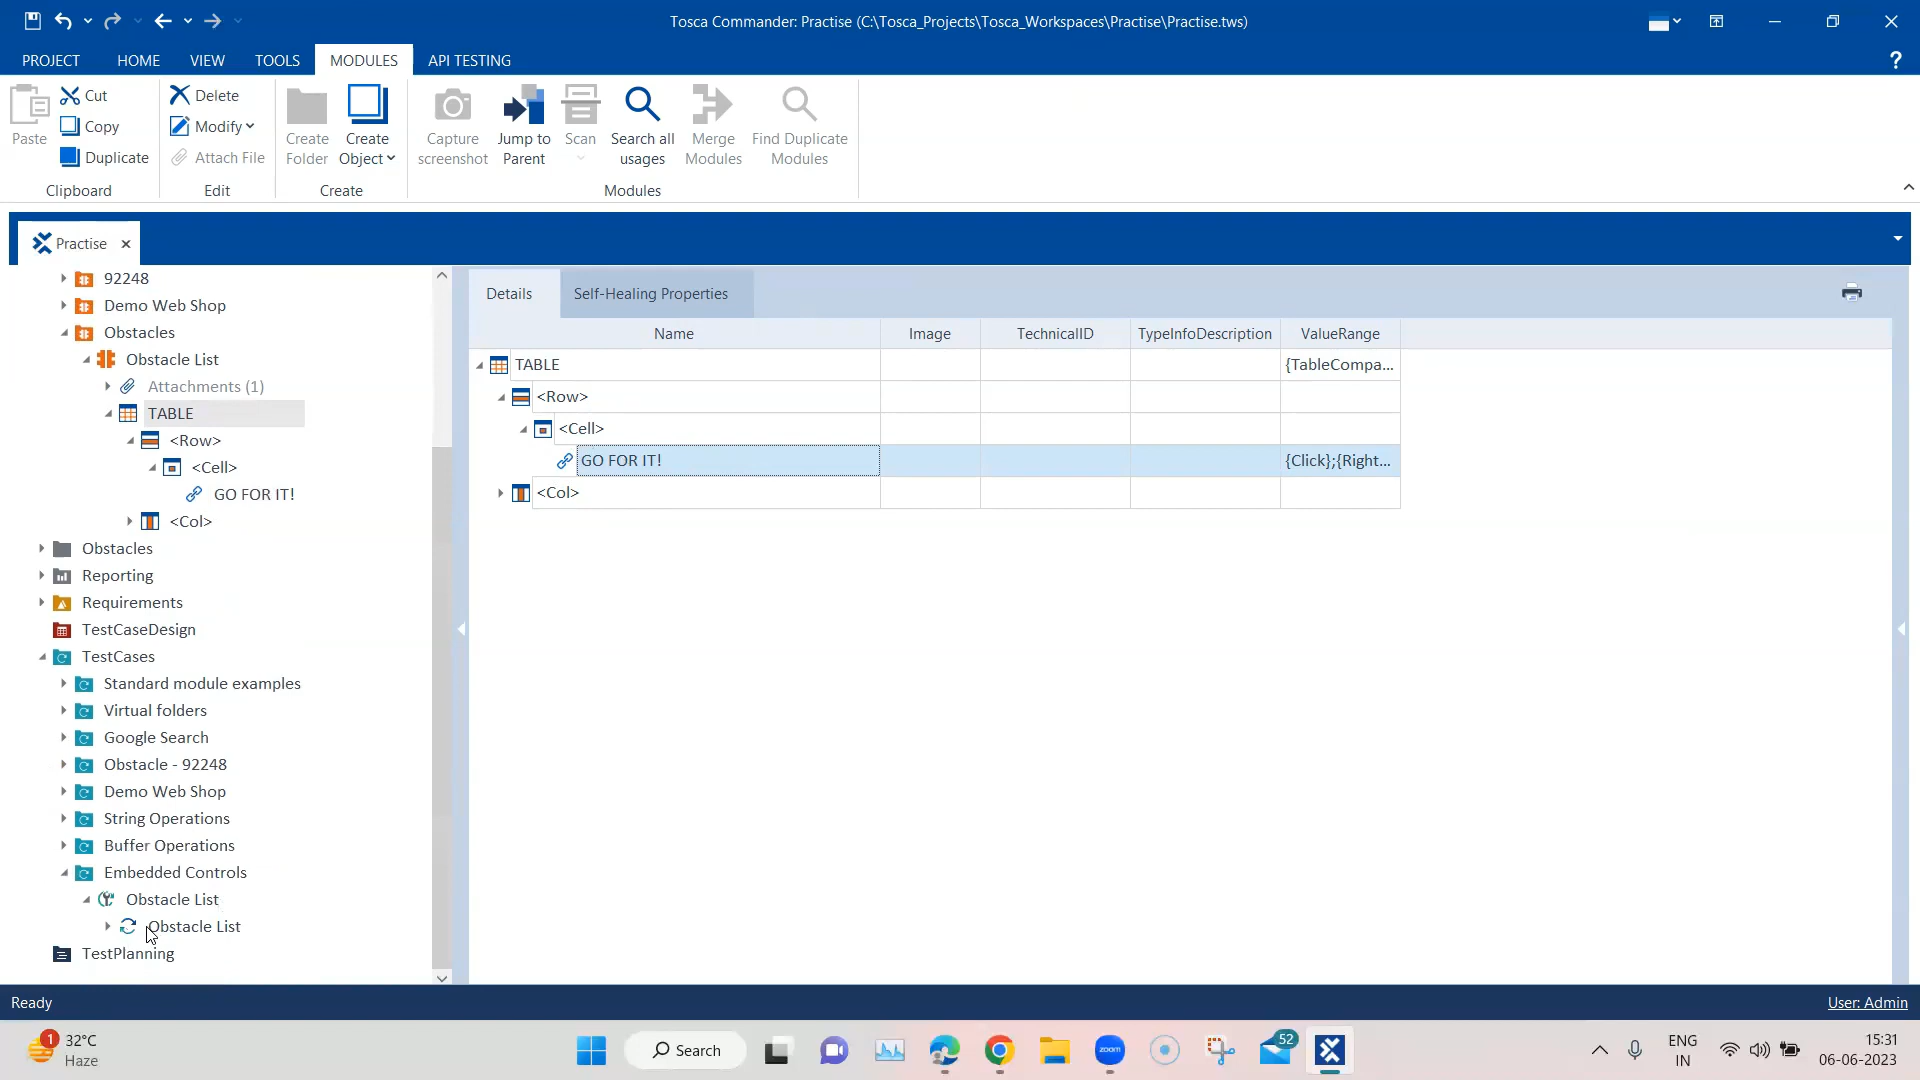 Tosca Commander: Practise (C:\Tosca_Projects\Tosca_Workspaces\Practise\Practise.tws)
PROJECT HOME VIEW TOOLS MODULES API TESTING ?
Paste
Cut
Copy
Duplicate
Clipboard
Delete
Modify
Attach File
Edit
Create Folder
Create Object
Create
Capture screenshot
Jump to Parent
Scan
Search all usages
Merge Modules
Find Duplicate Modules
Modules
Practise
92248
Demo Web Shop
Obstacles
Obstacle List
Attachments (1)
TABLE
<Row>
<Cell>
GO FOR IT!
<Col>
Obstacles
Reporting
Requirements
TestCaseDesign
TestCases
Standard module examples
Virtual folders
Google Search
Obstacle - 92248
Demo Web Shop
String Operations
Buffer Operations
Embedded Controls
Obstacle List
Obstacle List
TestPlanning
Details Self-Healing Properties
Name Image TechnicalID TypeInfoDescription ValueRange
TABLE {TableCompa...
<Row>
<Cell>
GO FOR IT! {Click};{Right...
<Col>
Ready User: Admin
1 32°C
Haze
Search
zoom
52
ENG
IN
15:31
06-06-2023